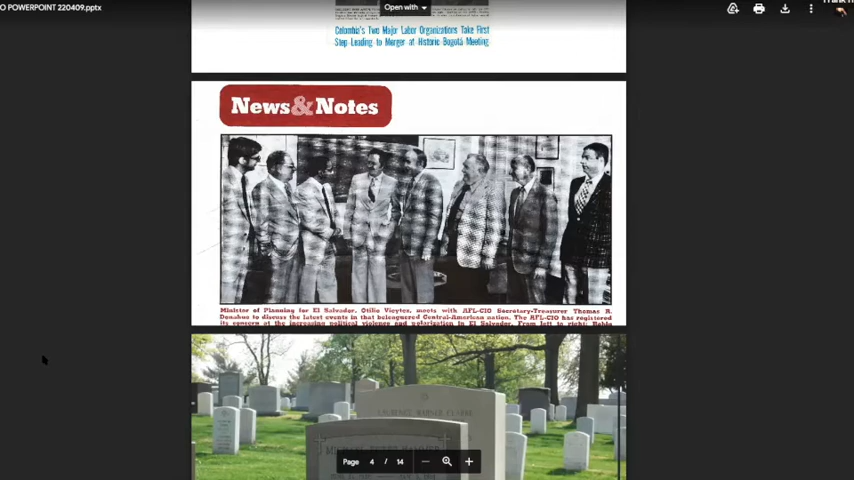 O POWERPOINT 220409.pptx
Open with
Colombia's Two Major Labor Organizations Take First
Step Leading to Merger at Historic Bogotá Meeting
News & Notes
Minister of Planning for El Salvador, Otilio Vieytes, meets with AFL-CIO Secretary-Treasurer Thomas R.
Donahue to discuss the latest events in that beleaguered Central-American nation. The AFL-CIO has registered
its concern at the increasing political violence and polarization in El Salvador. From left to right: Pablo
Page 4 / 14